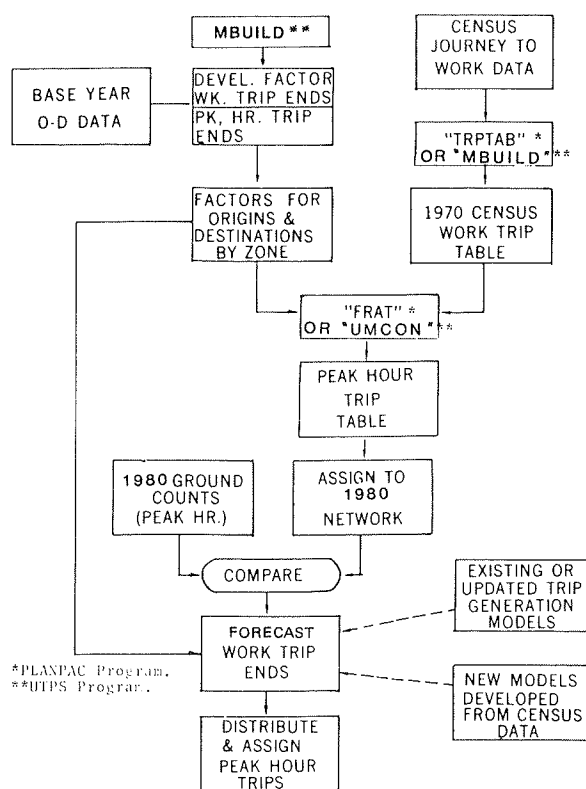 MBUILD**
CENSUS
JOURNEY TO
WORK DATA
BASE YEAR
O-D DATA
DEVEL. FACTOR
WK. TRIP ENDS
PK, HR. TRIP
ENDS
"TRPTAB" *
OR "MBUILD"**
FACTORS FOR
ORIGINS &
DESTINATIONS
BY ZONE
1970 CENSUS
WORK TRIP
TABLE
"FRAT" *
OR "UMCON"**
PEAK HOUR
TRIP
TABLE
1980 GROUND
COUNTS
(PEAK HR.)
ASSIGN TO
1980
NETWORK
COMPARE
EXISTING OR
UPDATED TRIP
GENERATION
MODELS
FORECAST
WORK TRIP
ENDS
*PLANPAC Program.
**UTPS Program.
NEW MODELS
DEVELOPED
FROM CENSUS
DATA
DISTRIBUTE
& ASSIGN
PEAK HOUR
TRIPS